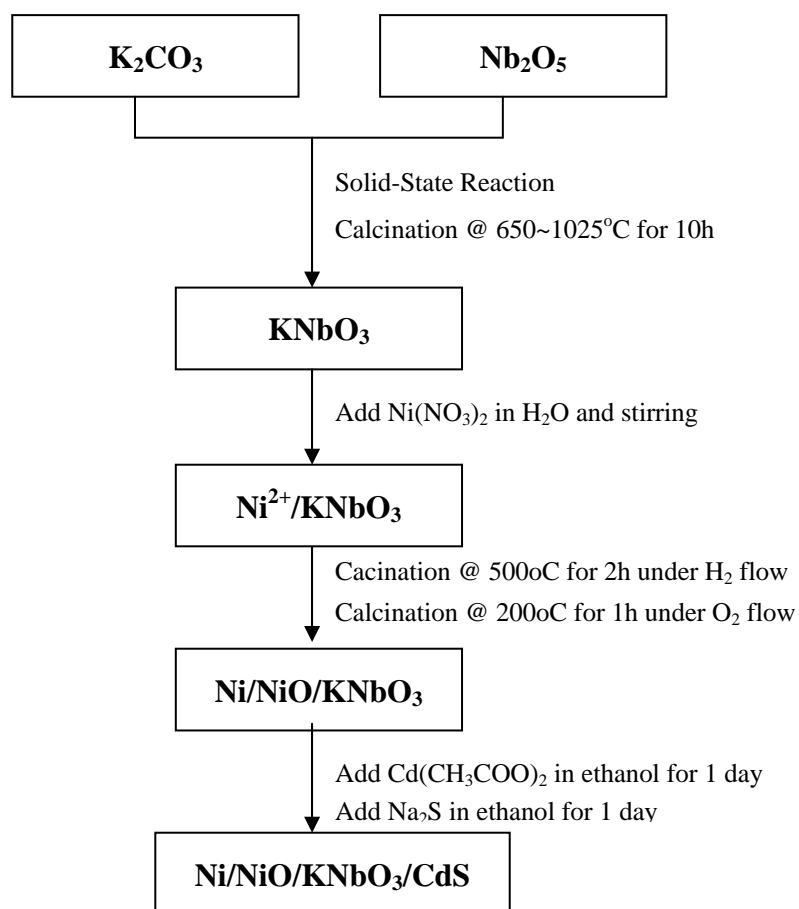 K₂CO₃
Nb₂O₅
Solid-State Reaction
Calcination @ 650~1025°C for 10h
KNbO₃
Add Ni(NO₃)₂ in H₂O and stirring
Ni²⁺/KNbO₃
Cacination @ 500oC for 2h under H₂ flow
Calcination @ 200oC for 1h under O₂ flow
Ni/NiO/KNbO₃
Add Cd(CH₃COO)₂ in ethanol for 1 day
Add Na₂S in ethanol for 1 day
Ni/NiO/KNbO₃/CdS